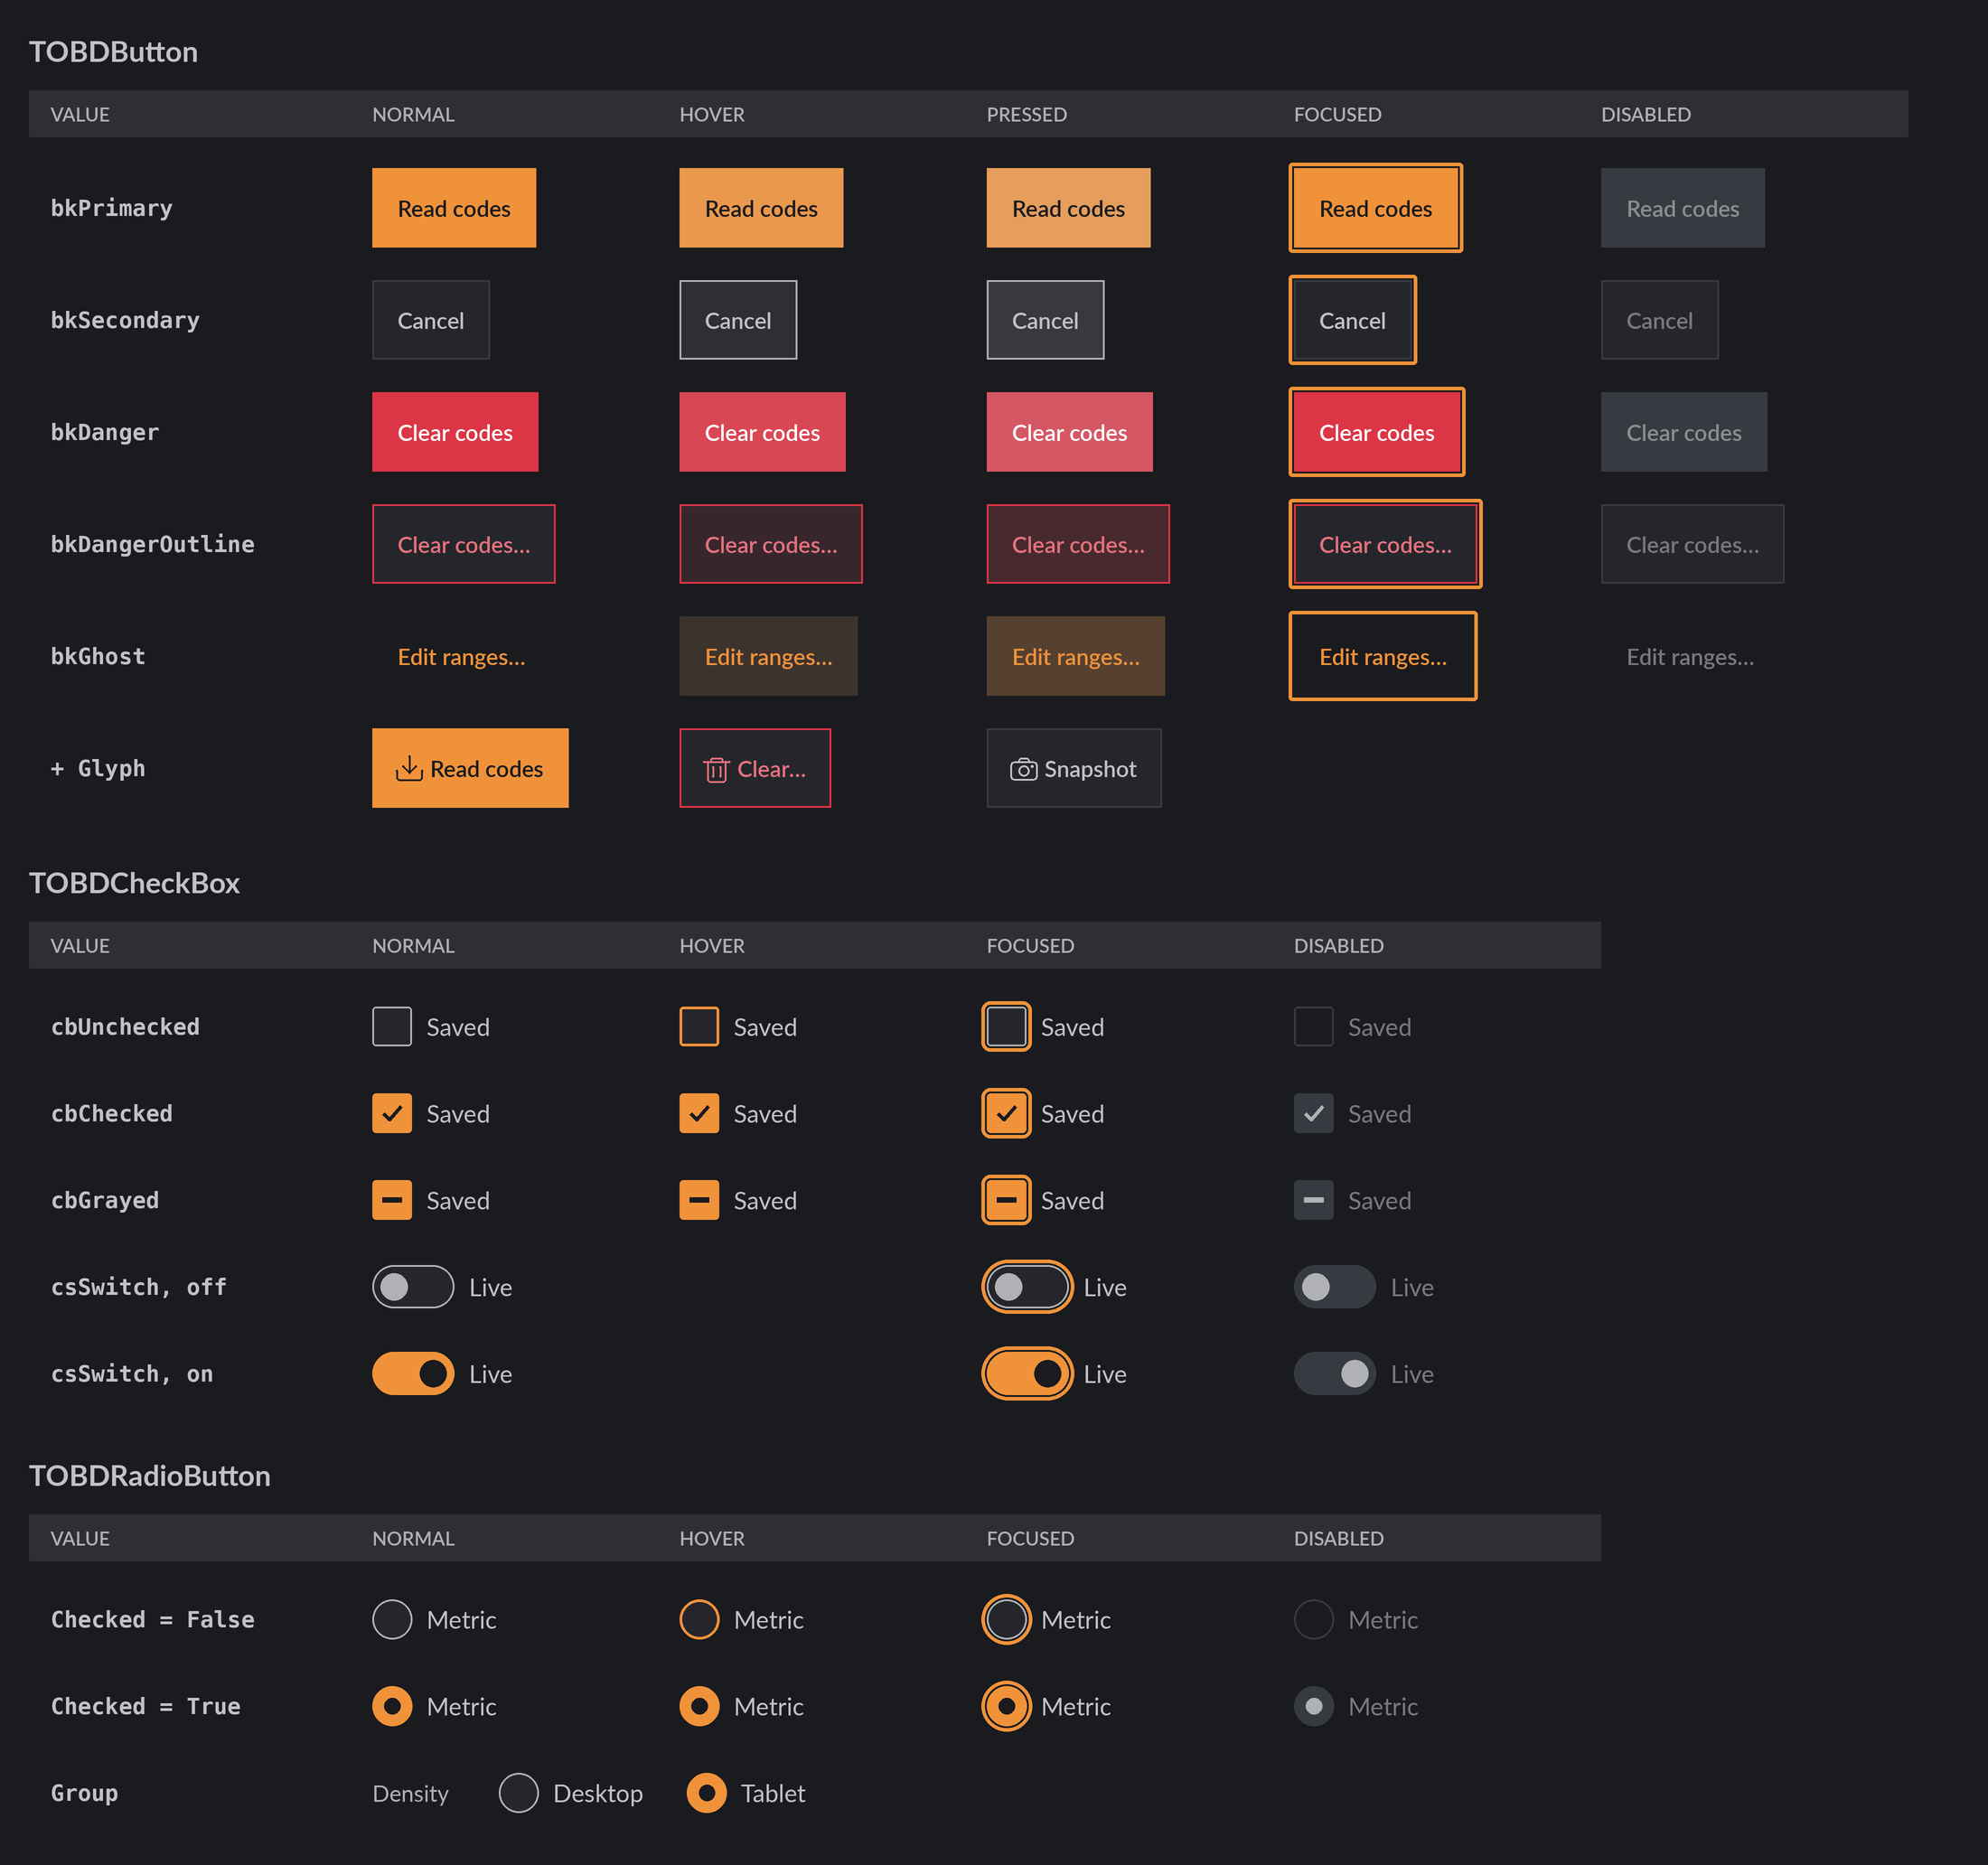 TOBDButton
VALUE NORMAL HOVER PRESSED FOCUSED DISABLED
bkPrimary Read codes Read codes Read codes Read codes Read codes
bkSecondary Cancel Cancel Cancel Cancel Cancel
bkDanger Clear codes Clear codes Clear codes Clear codes Clear codes
bkDangerOutline Clear codes... Clear codes... Clear codes... Clear codes... Clear codes...
bkGhost Edit ranges... Edit ranges... Edit ranges... Edit ranges... Edit ranges...
+ Glyph Read codes Clear... Snapshot
TOBDCheckBox
VALUE NORMAL HOVER FOCUSED DISABLED
cbUnchecked Saved Saved Saved Saved
cbChecked Saved Saved Saved Saved
cbGrayed Saved Saved Saved Saved
csSwitch, off Live Live Live
csSwitch, on Live Live Live
TOBDRadioButton
VALUE NORMAL HOVER FOCUSED DISABLED
Checked = False Metric Metric Metric Metric
Checked = True Metric Metric Metric Metric
Group Density Desktop Tablet